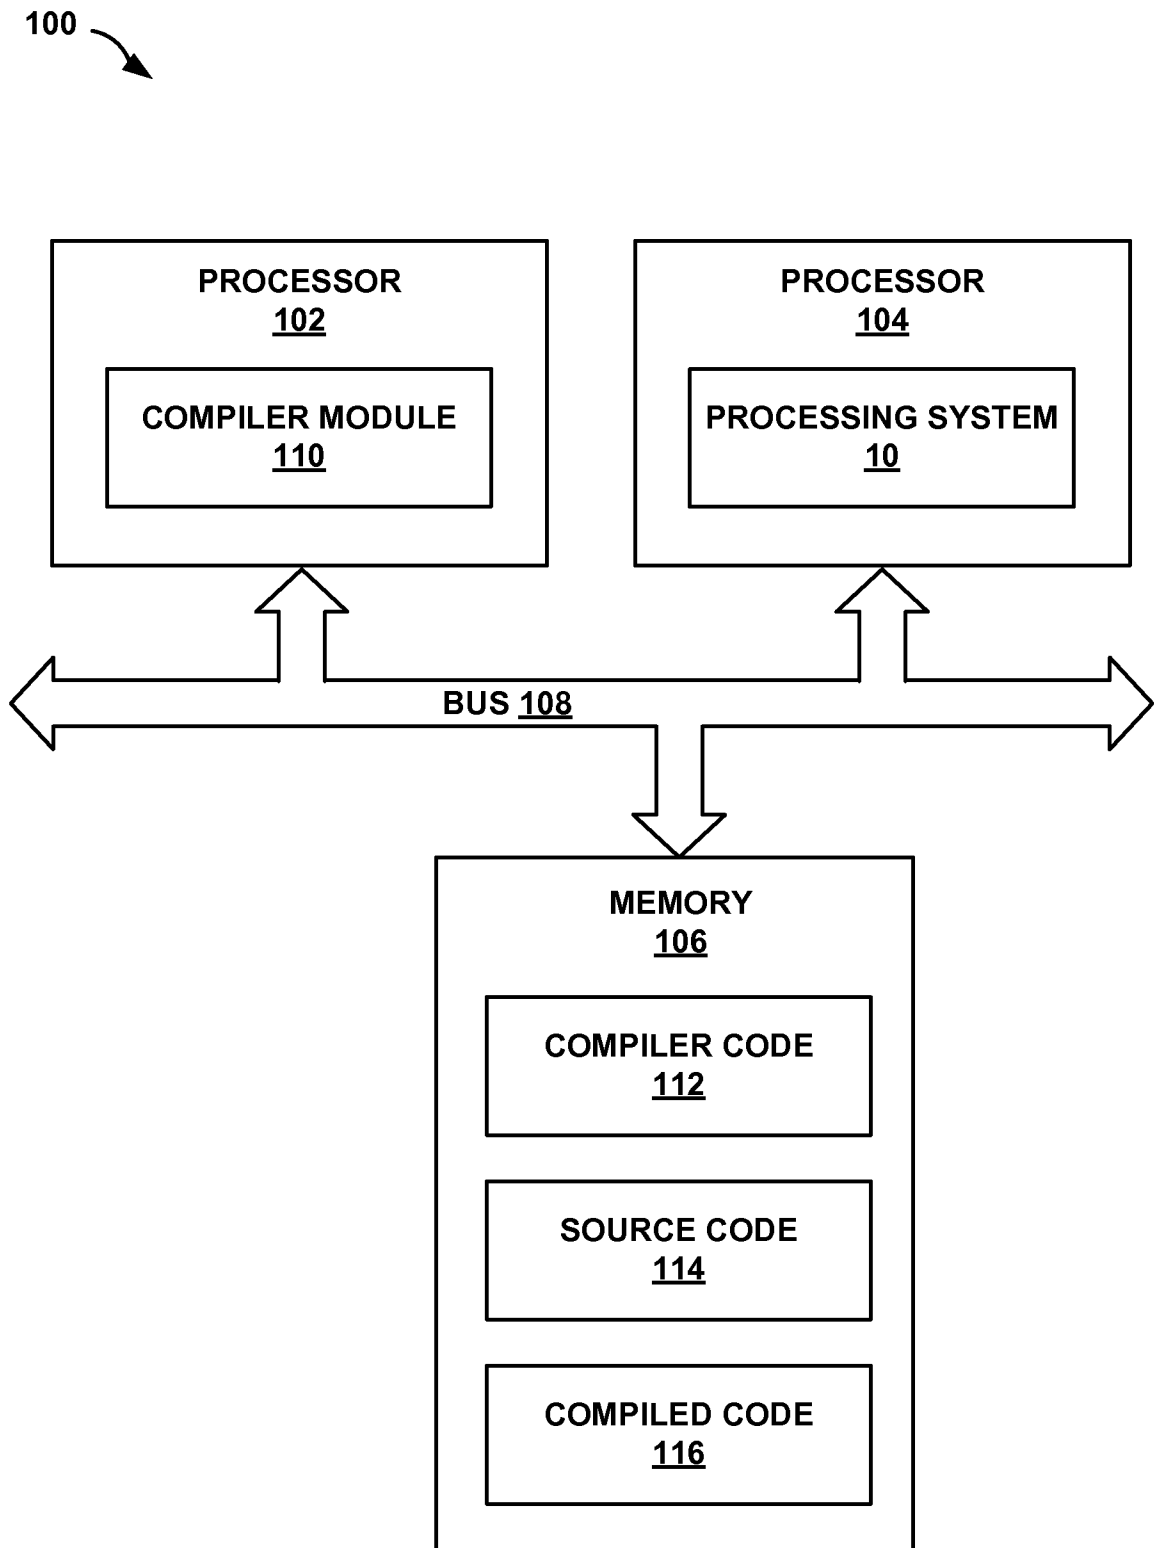 100
PROCESSOR
102
COMPILER MODULE
110
PROCESSOR
104
PROCESSING SYSTEM
10
BUS 108
MEMORY
106
COMPILER CODE
112
SOURCE CODE
114
COMPILED CODE
116